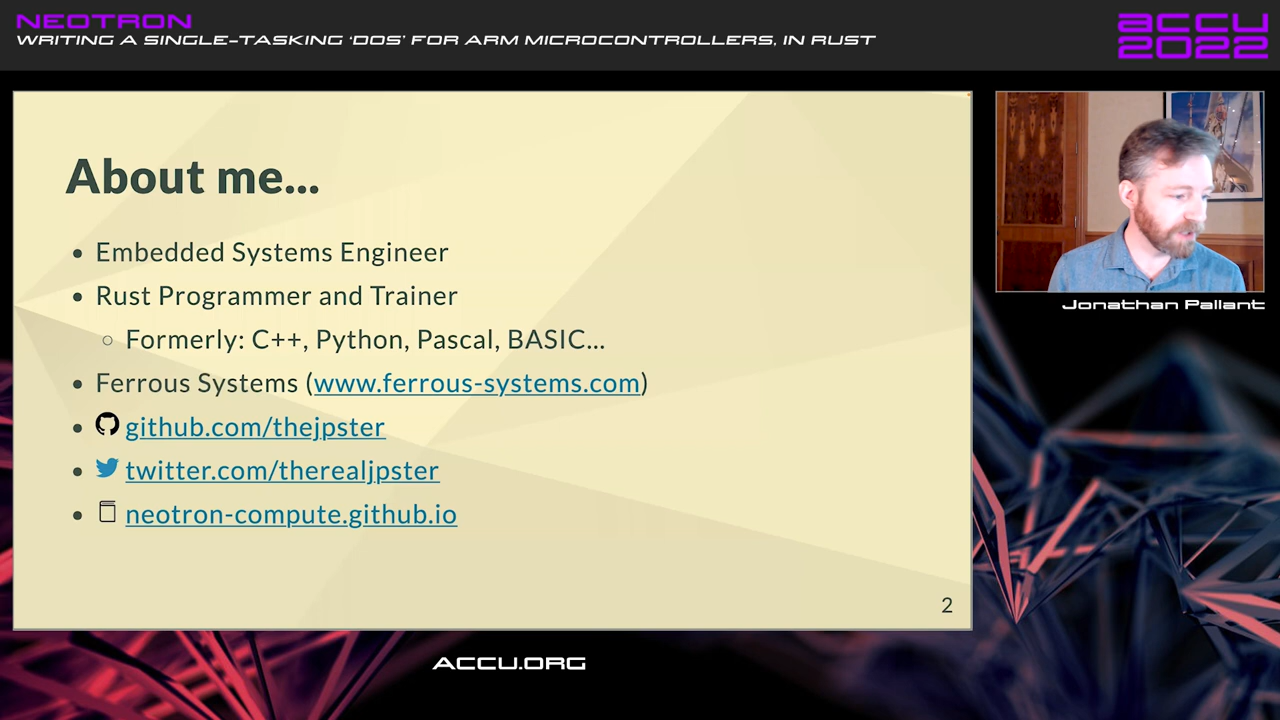 NEOTRON
WRITING A SINGLE-TASKING 'DOS' FOR ARM MICROCONTROLLERS, IN RUST
ACCU
2022
About me...
• Embedded Systems Engineer
• Rust Programmer and Trainer
○ Formerly: C++, Python, Pascal, BASIC...
• Ferrous Systems (www.ferrous-systems.com)
• github.com/thejpster
• twitter.com/therealjpster
• neotron-compute.github.io
2
Jonathan Pallant
ACCU.ORG